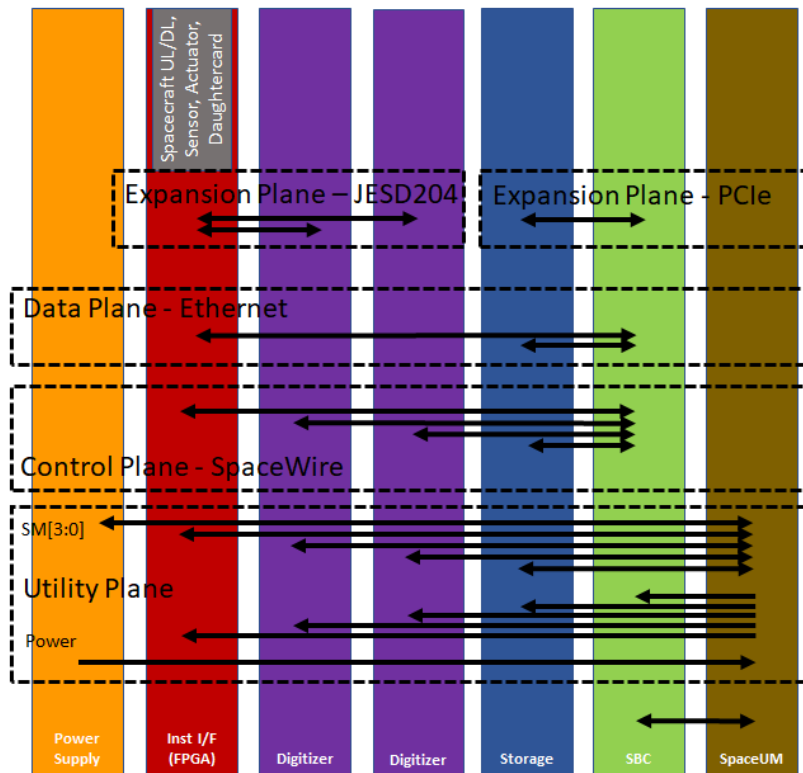 Spacecraft UL/DL,
Sensor, Actuator,
Daughtercard
Expansion Plane – JESD204
Expansion Plane - PCIe
Data Plane - Ethernet
Control Plane - SpaceWire
SM[3:0]
Utility Plane
Power
Power
Supply
Inst I/F
(FPGA)
Digitizer
Digitizer
Storage
SBC
SpaceUM